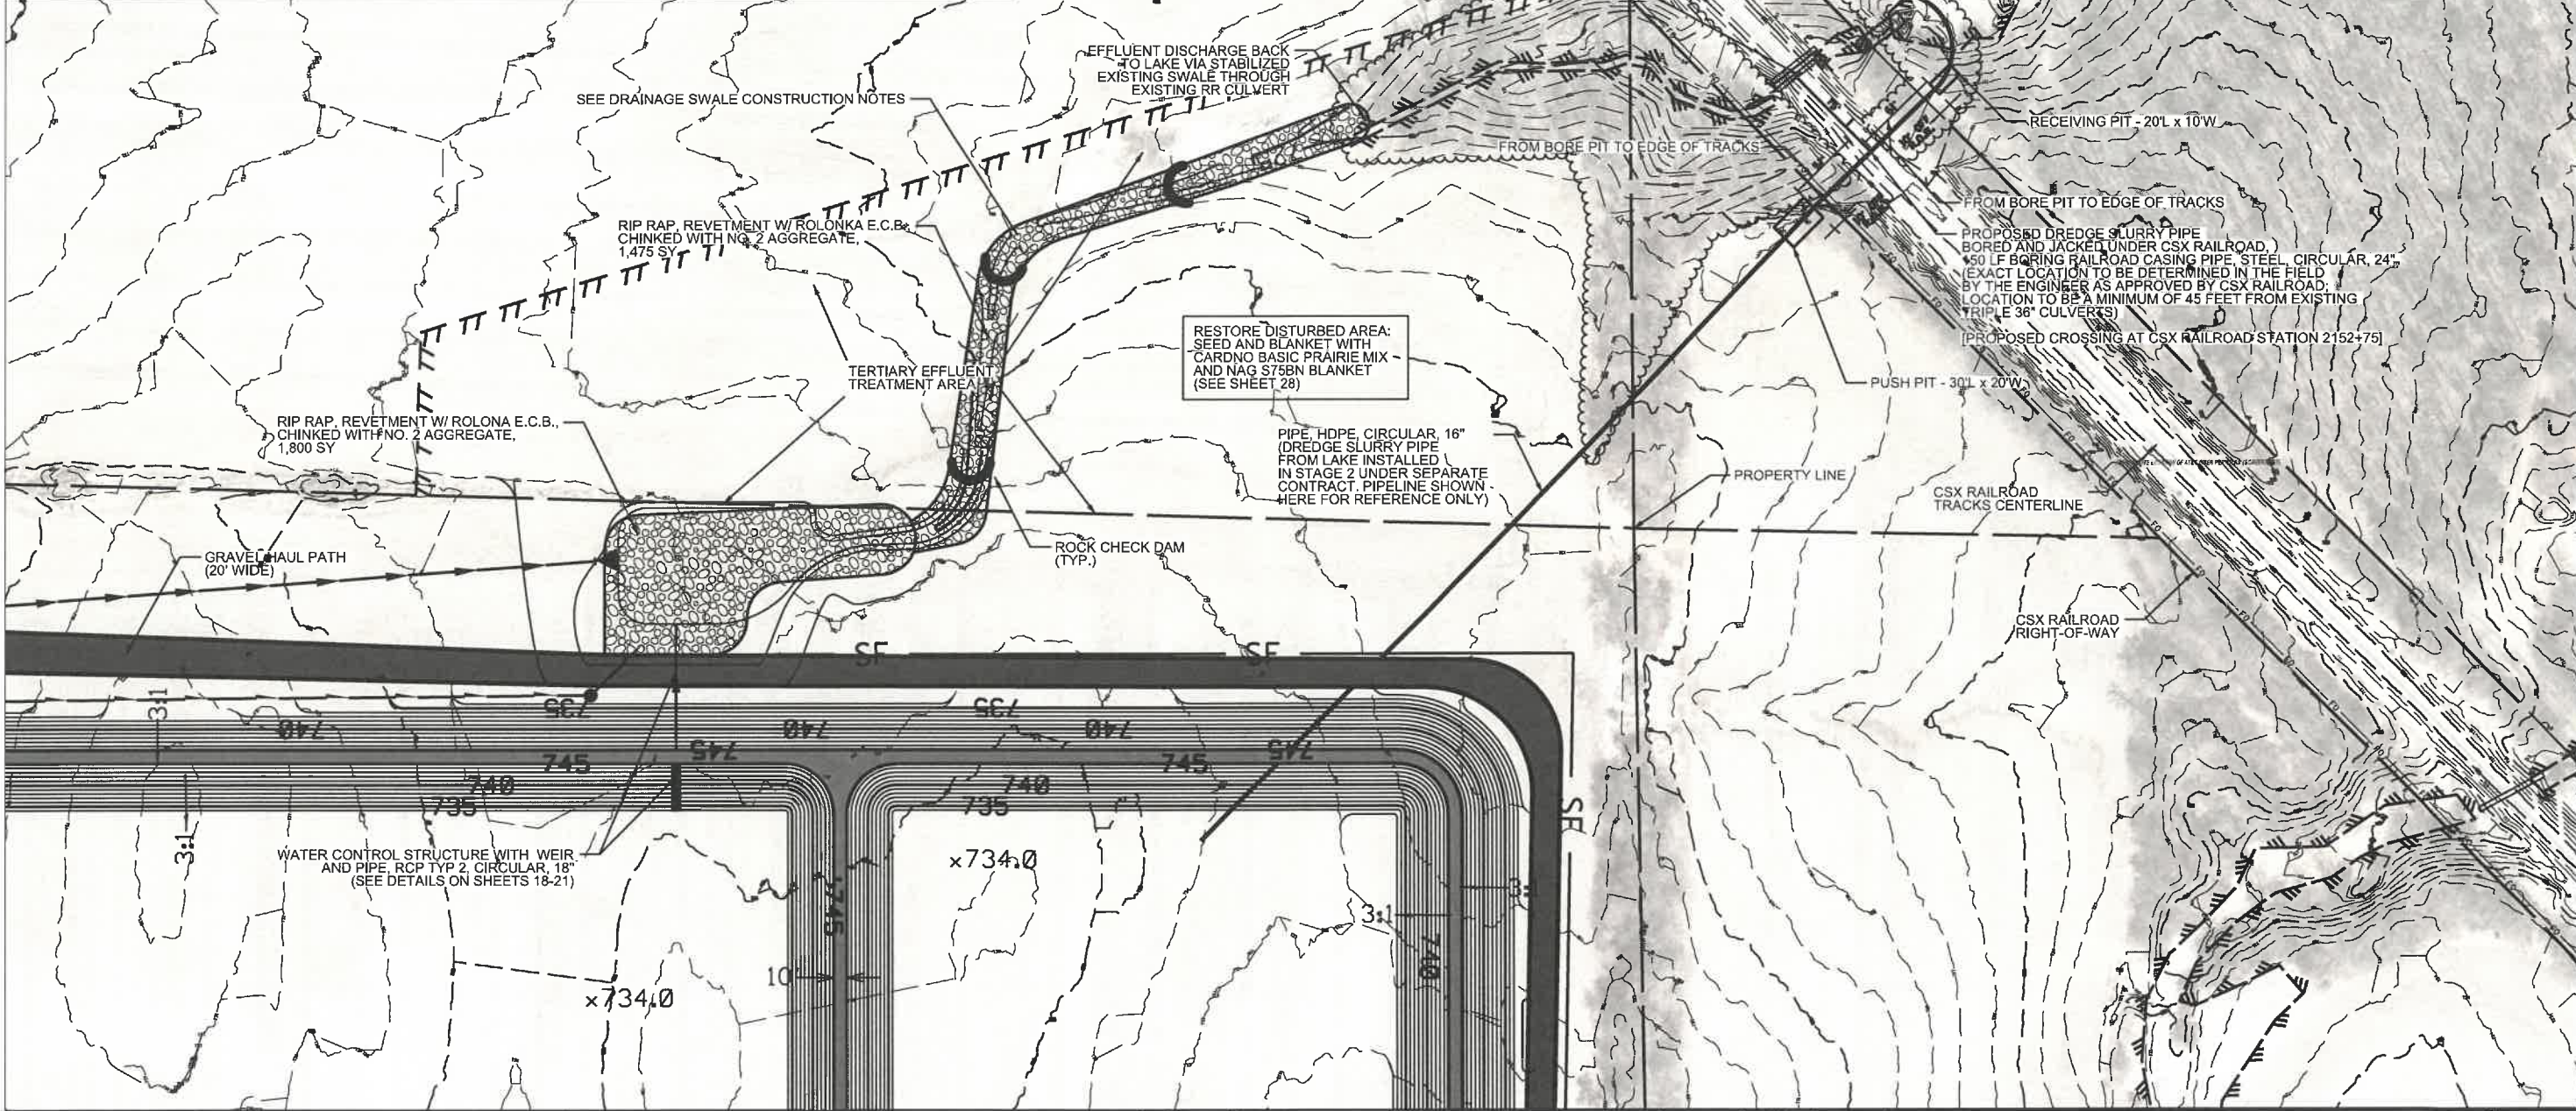 EFFLUENT DISCHARGE BACK
TO LAKE VIA STABILIZED
EXISTING SWALE THROUGH
EXISTING RR CULVERT
SEE DRAINAGE SWALE CONSTRUCTION NOTES
RECEIVING PIT - 20'L x 10'W
FROM BORE PIT TO EDGE OF TRACKS
FROM BORE PIT TO EDGE OF TRACKS
RIP RAP, REVETMENT W/ ROLONKA E.C.B.,
CHINKED WITH NO. 2 AGGREGATE,
1,475 SY
PROPOSED DREDGE SLURRY PIPE
BORED AND JACKED UNDER CSX RAILROAD,
150 LF BORING RAILROAD CASING PIPE, STEEL, CIRCULAR, 24",
(EXACT LOCATION TO BE DETERMINED IN THE FIELD
BY THE ENGINEER AS APPROVED BY CSX RAILROAD;
LOCATION TO BE A MINIMUM OF 45 FEET FROM EXISTING
TRIPLE 36" CULVERTS)
[PROPOSED CROSSING AT CSX RAILROAD STATION 2152+75]
RESTORE DISTURBED AREA:
SEED AND BLANKET WITH
CARDNO BASIC PRAIRIE MIX
AND NAG S75BN BLANKET
(SEE SHEET 28)
TERTIARY EFFLUENT
TREATMENT AREA
PUSH PIT - 30'L x 20'W
RIP RAP, REVETMENT W/ ROLONA E.C.B.,
CHINKED WITH NO. 2 AGGREGATE,
1,800 SY
PIPE, HDPE, CIRCULAR, 16"
(DREDGE SLURRY PIPE
FROM LAKE INSTALLED
IN STAGE 2 UNDER SEPARATE
CONTRACT. PIPELINE SHOWN
HERE FOR REFERENCE ONLY)
PROPERTY LINE
CSX RAILROAD
TRACKS CENTERLINE
GRAVEL HAUL PATH
(20' WIDE)
ROCK CHECK DAM
(TYP.)
CSX RAILROAD
RIGHT-OF-WAY
SF
SF
3:1
735
735
740
740
740
745
745
745
745
740
740
735
735
SF
3:1
WATER CONTROL STRUCTURE WITH WEIR
AND PIPE, RCP TYP 2, CIRCULAR, 18"
(SEE DETAILS ON SHEETS 18-21)
x734.0
745
3:1
3:1
740
10'
x734.0